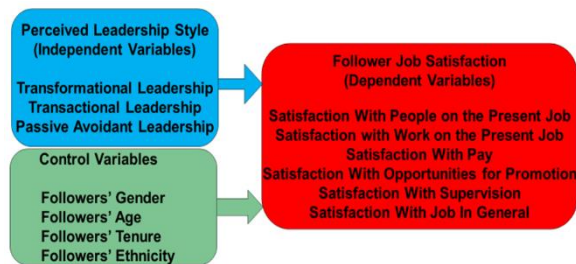 Perceived Leadership Style
(Independent Variables)
Transformational Leadership
Transactional Leadership
Passive Avoidant Leadership
Control Variables
Followers' Gender
Followers' Age
Followers' Tenure
Followers' Ethnicity
Follower Job Satisfaction
(Dependent Variables)
Satisfaction With People on the Present Job
Satisfaction with Work on the Present Job
Satisfaction With Pay
Satisfaction With Opportunities for Promotion
Satisfaction With Supervision
Satisfaction With Job In General